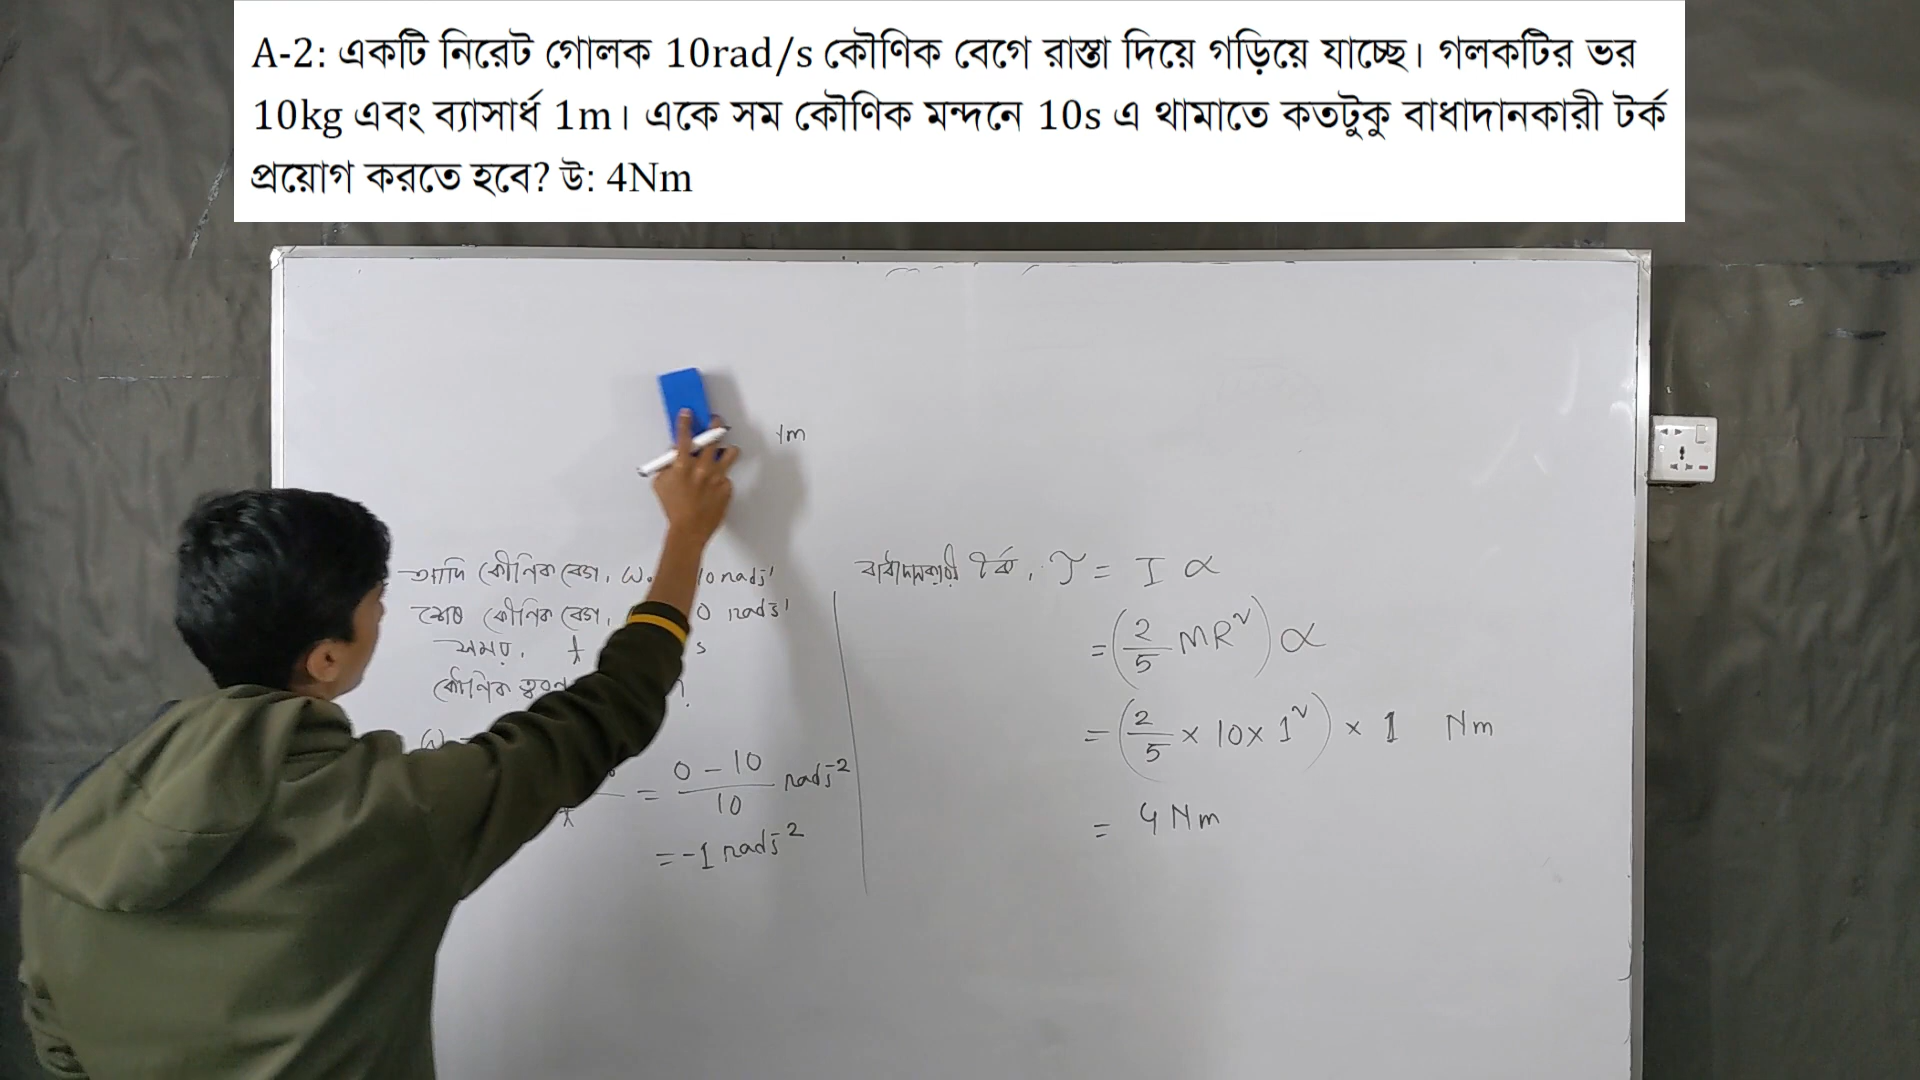 A-2: একটি নিরেট গোলক 10rad/s কৌণিক বেগে রাস্তা দিয়ে গড়িয়ে যাচ্ছে। গলকটির ভর
10kg এবং ব্যাসার্ধ 1m। একে সম কৌণিক মন্দনে 10s এ থামাতে কতটুকু বাধাদানকারী টর্ক
প্রয়োগ করতে হবে? উ: 4Nm
1m
আদি কৌণিক বেগ, ω₀ 10 rads⁻¹
শেষ কৌণিক বেগ, 0 rads⁻¹
সময়, t s
কৌণিক ত্বরণ
= (0 - 10)/10 rads⁻²
= -1 rads⁻²
বাধাদানকারী টর্ক, τ = I α
= (2/5 MR²) α
= (2/5 × 10 × 1²) × 1 Nm
= 4 Nm